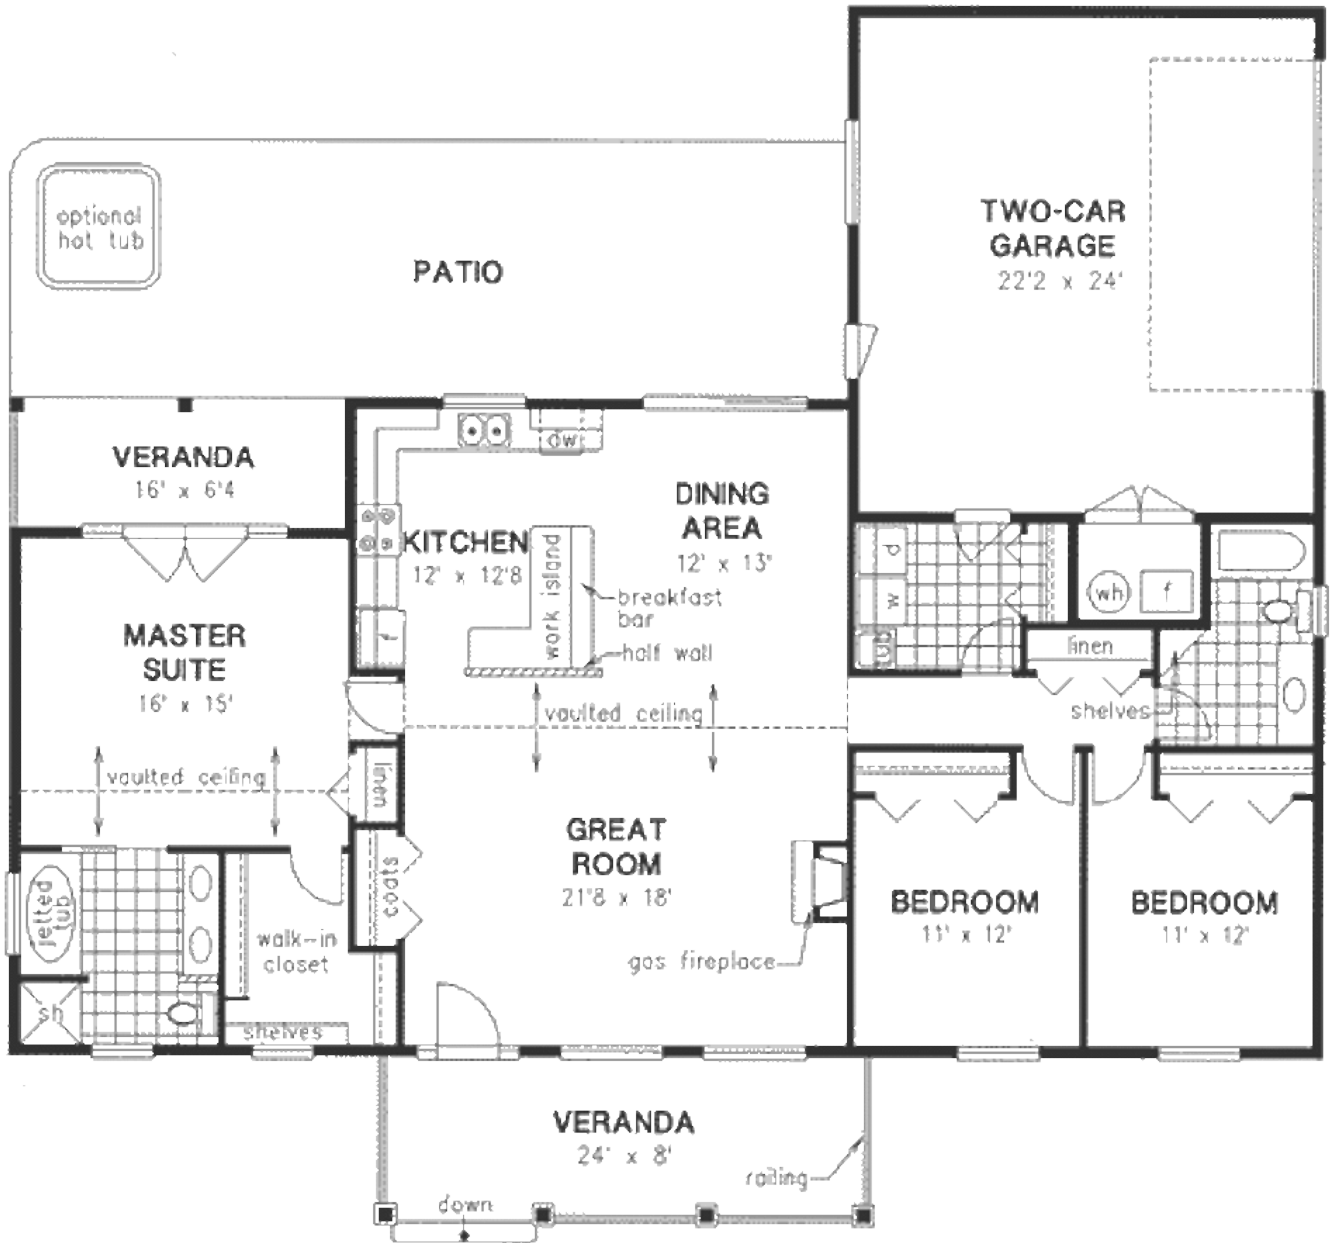 optional
hot tub
PATIO
TWO-CAR
GARAGE
22'2 x 24'
VERANDA
16' x 6'4
dw
KITCHEN
12' x 12'8
work island
DINING
AREA
12' x 13'
breakfast
bar
half wall
f
d
w
tub
wh
f
linen
shelves
MASTER
SUITE
16' x 15'
vaulted ceiling
vaulted ceiling
linen
GREAT
ROOM
21'8 x 18'
coats
gas fireplace
BEDROOM
11' x 12'
BEDROOM
11' x 12'
jetted
tub
sh
walk-in
closet
shelves
VERANDA
24' x 8'
railing
down